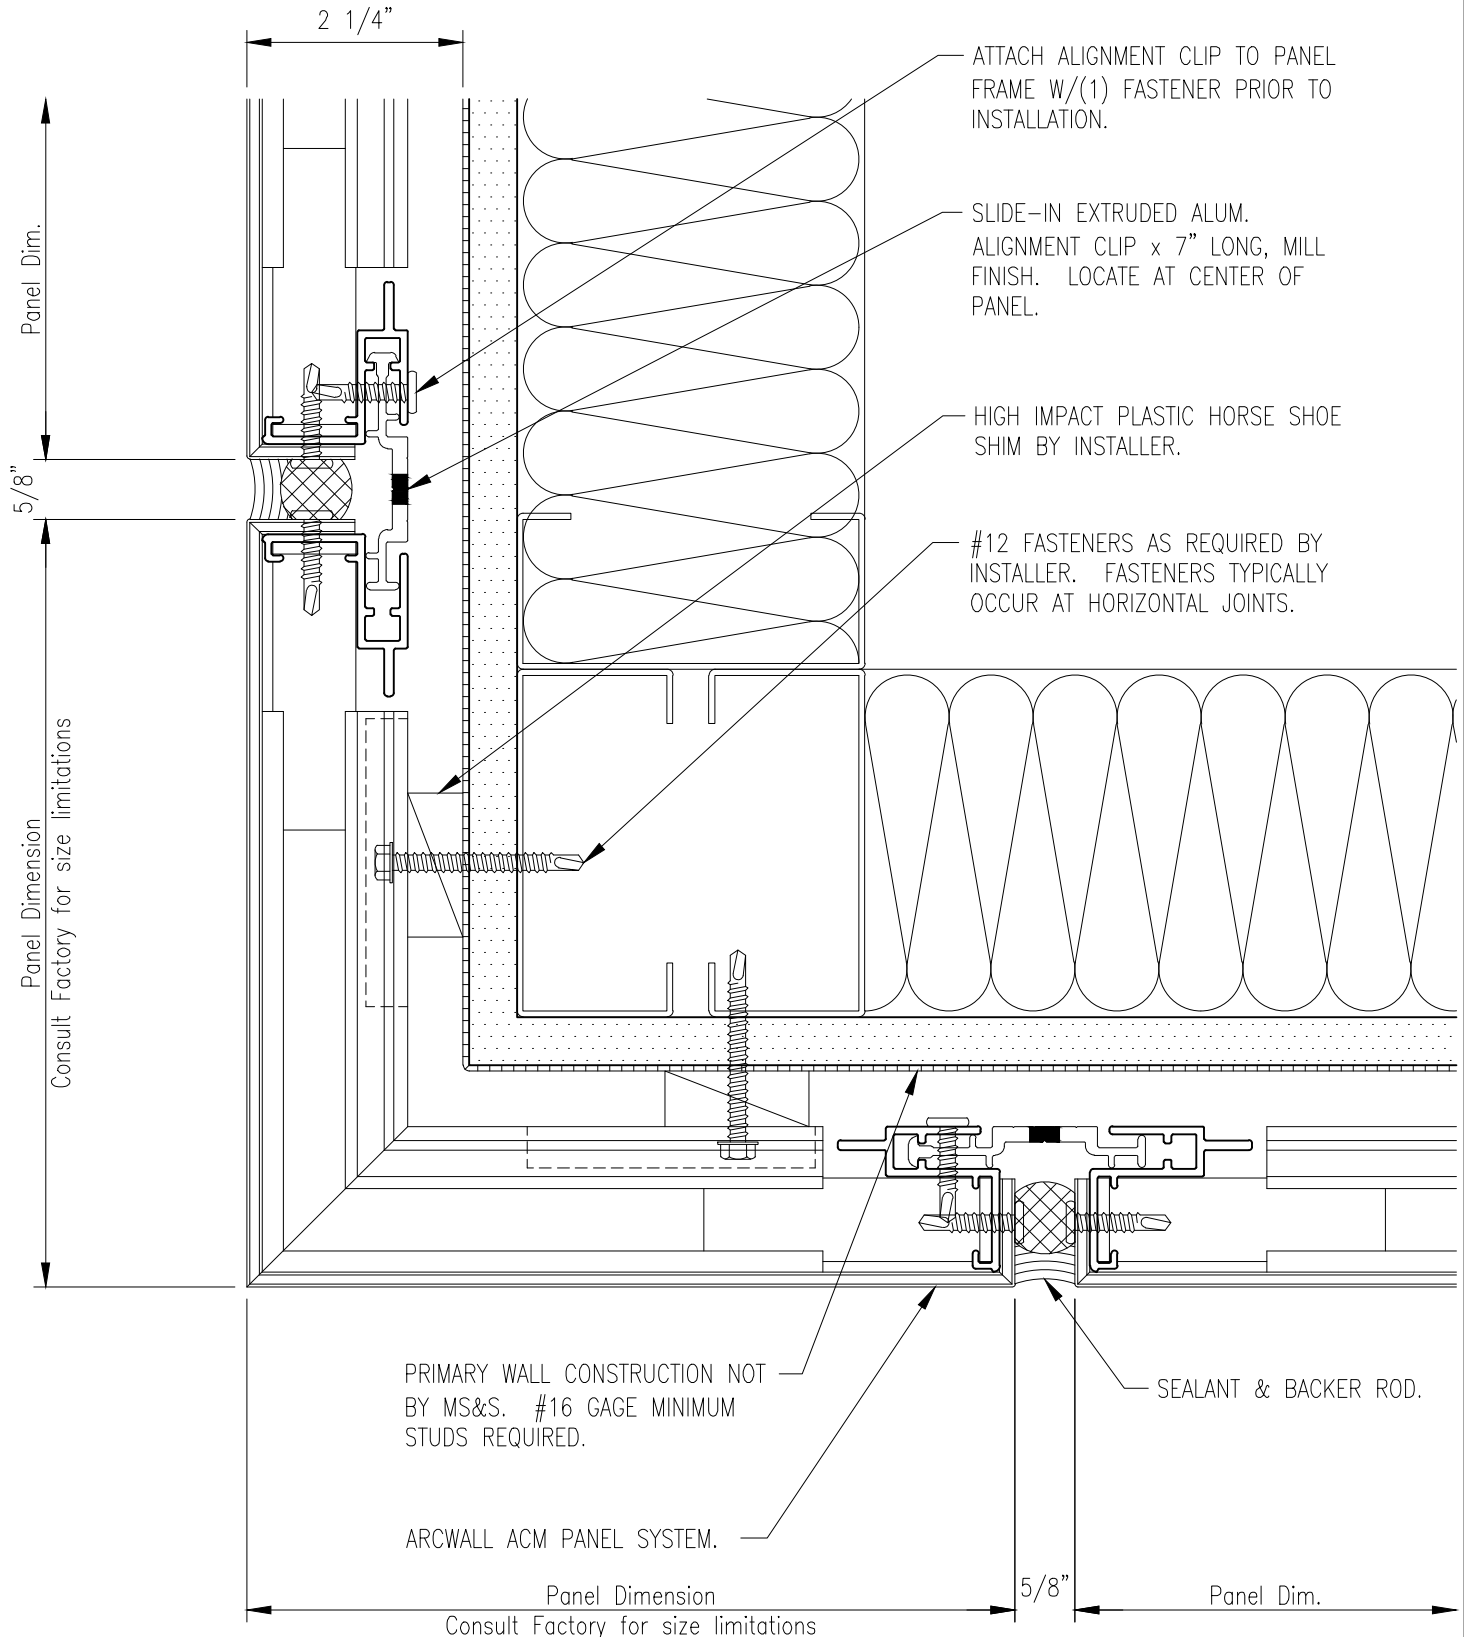 2 1/4"
ATTACH ALIGNMENT CLIP TO PANEL
FRAME W/(1) FASTENER PRIOR TO
INSTALLATION.
SLIDE-IN EXTRUDED ALUM.
ALIGNMENT CLIP x 7" LONG, MILL
FINISH. LOCATE AT CENTER OF
PANEL.
Panel Dim.
HIGH IMPACT PLASTIC HORSE SHOE
SHIM BY INSTALLER.
5/8"
#12 FASTENERS AS REQUIRED BY
INSTALLER. FASTENERS TYPICALLY
OCCUR AT HORIZONTAL JOINTS.
Panel Dimension
Consult Factory for size limitations
PRIMARY WALL CONSTRUCTION NOT
BY MS&S. #16 GAGE MINIMUM
STUDS REQUIRED.
SEALANT & BACKER ROD.
ARCWALL ACM PANEL SYSTEM.
Panel Dimension
Consult Factory for size limitations
5/8"
Panel Dim.